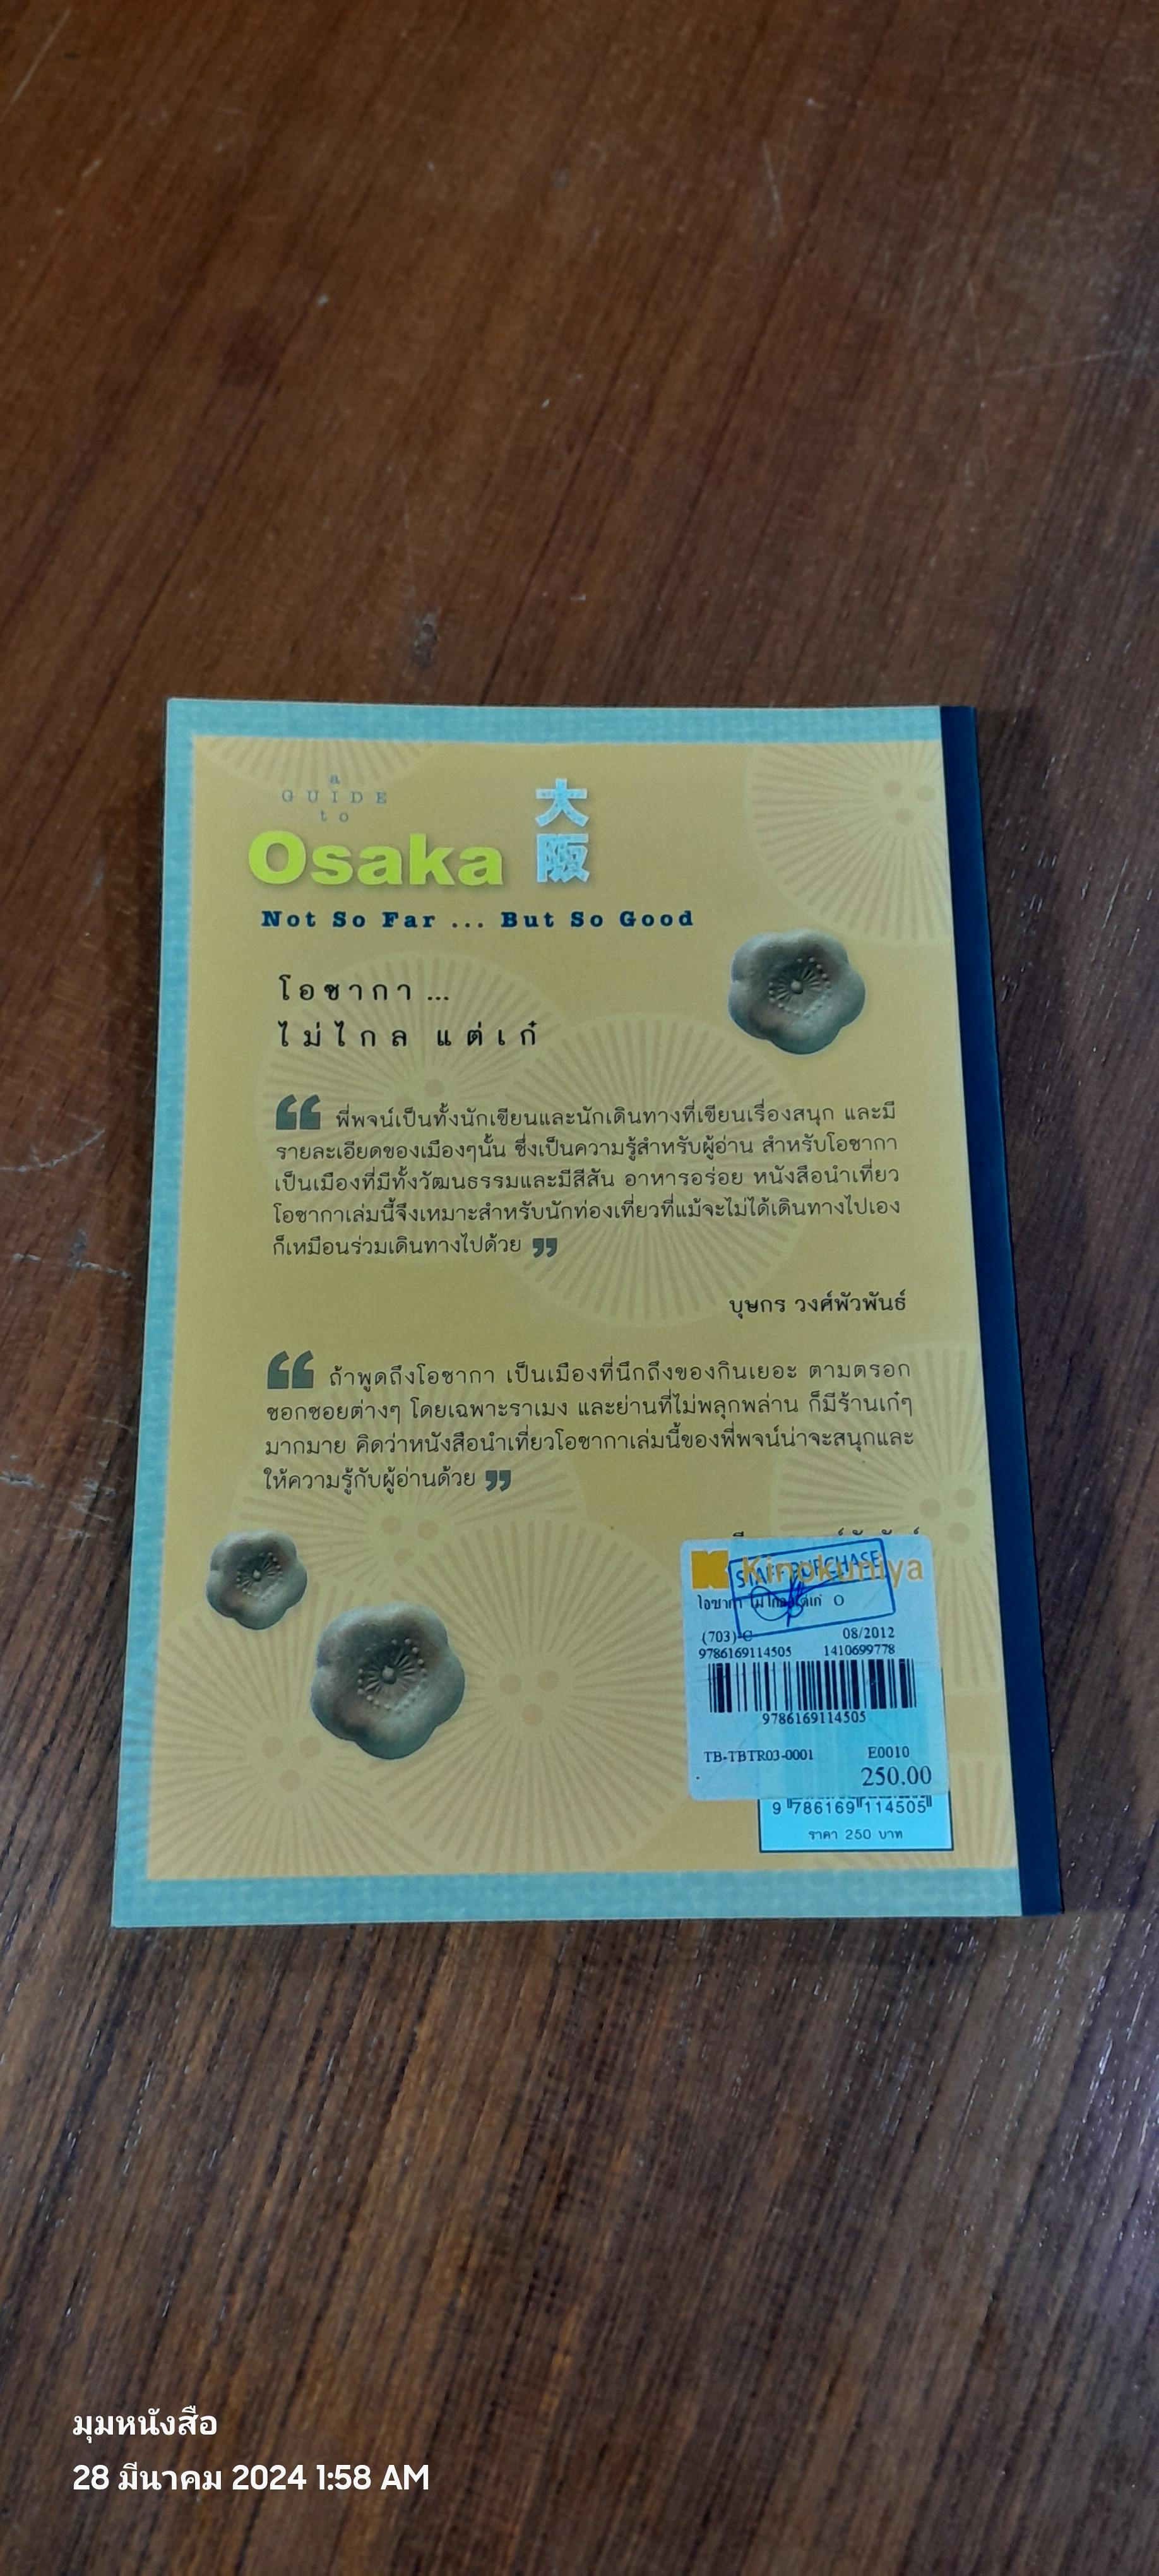 a
GUIDE
to
Osaka
大
阪
Not So Far ... But So Good
โอซากา ...
ไม่ไกล แต่เก๋
“ พี่พจน์เป็นทั้งนักเขียนและนักเดินทางที่เขียนเรื่องสนุก และมี
รายละเอียดของเมืองๆนั้น ซึ่งเป็นความรู้สำหรับผู้อ่าน สำหรับโอซากา
เป็นเมืองที่มีทั้งวัฒนธรรมและมีสีสัน อาหารอร่อย หนังสือนำเที่ยว
โอซากาเล่มนี้จึงเหมาะสำหรับนักท่องเที่ยวที่แม้จะไม่ได้เดินทางไปเอง
ก็เหมือนร่วมเดินทางไปด้วย ”
บุษกร วงศ์พัวพันธ์
“ ถ้าพูดถึงโอซากา เป็นเมืองที่นึกถึงของกินเยอะ ตามตรอก
ซอกซอยต่างๆ โดยเฉพาะราเมง และย่านที่ไม่พลุกพล่าน ก็มีร้านเก๋ๆ
มากมาย คิดว่าหนังสือนำเที่ยวโอซากาเล่มนี้ของพี่พจน์น่าจะสนุกและ
ให้ความรู้กับผู้อ่านด้วย ”
Kinokuniya
STAFF PURCHASE
โอซากา ไม่ไกลแต่เก๋ O
(703)-C 08/2012
9786169114505 1410699778
9786169114505
TB-TBTR03-0001 E0010
250.00
9 786169 114505
ราคา 250 บาท
มุมหนังสือ
28 มีนาคม 2024 1:58 AM